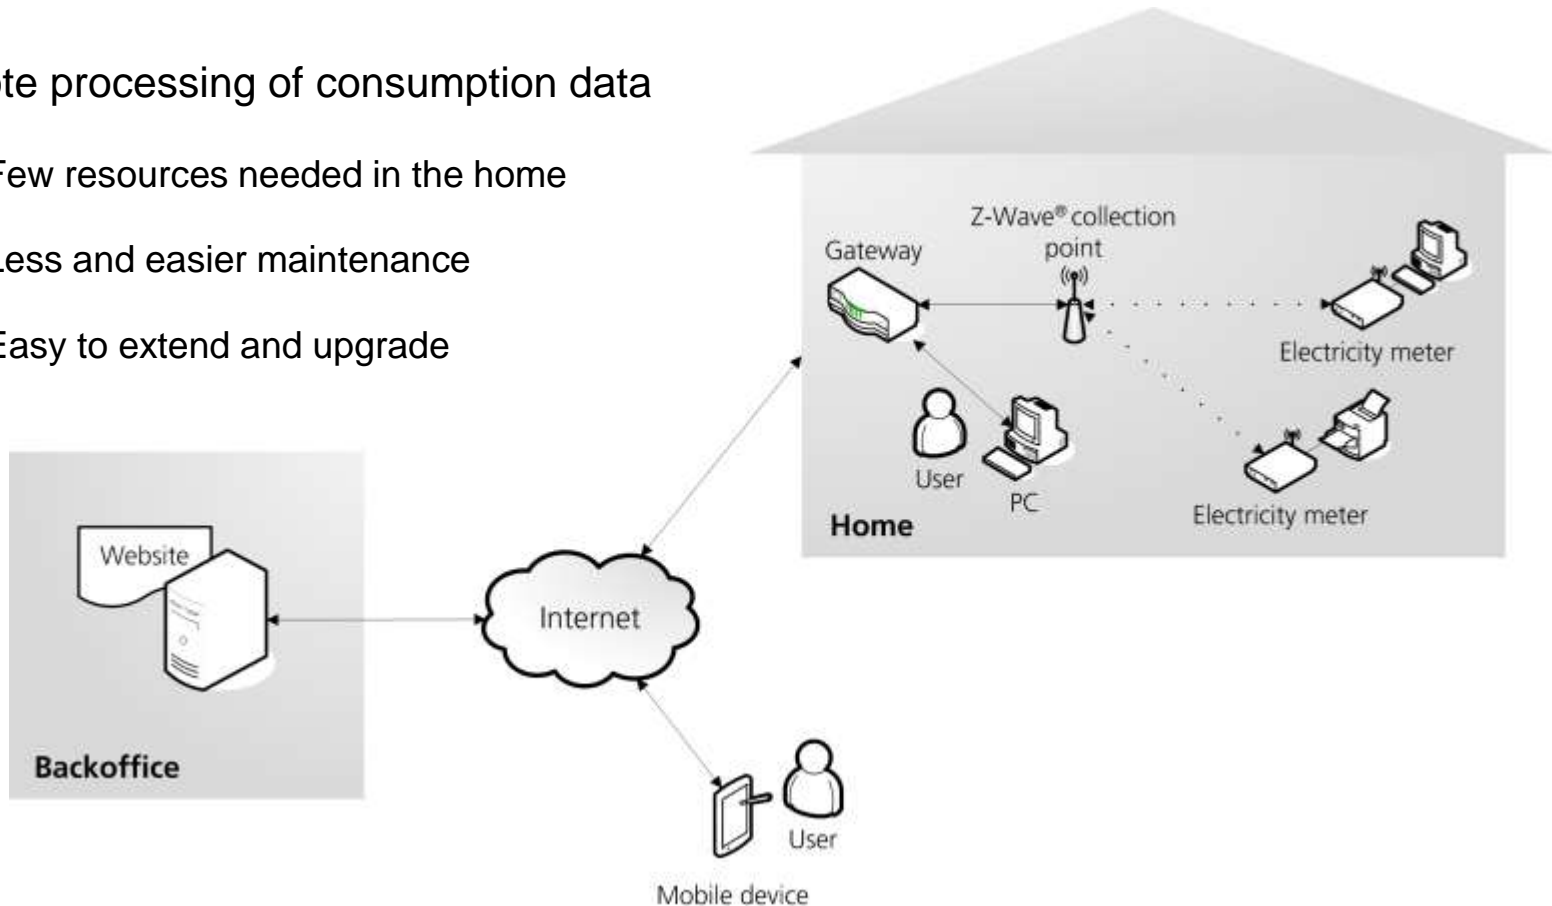 ote processing of consumption data
Few resources needed in the home
Less and easier maintenance
Easy to extend and upgrade
Z-Wave® collection
point
Gateway
Electricity meter
User
PC
Electricity meter
Home
Website
Internet
Backoffice
User
Mobile device